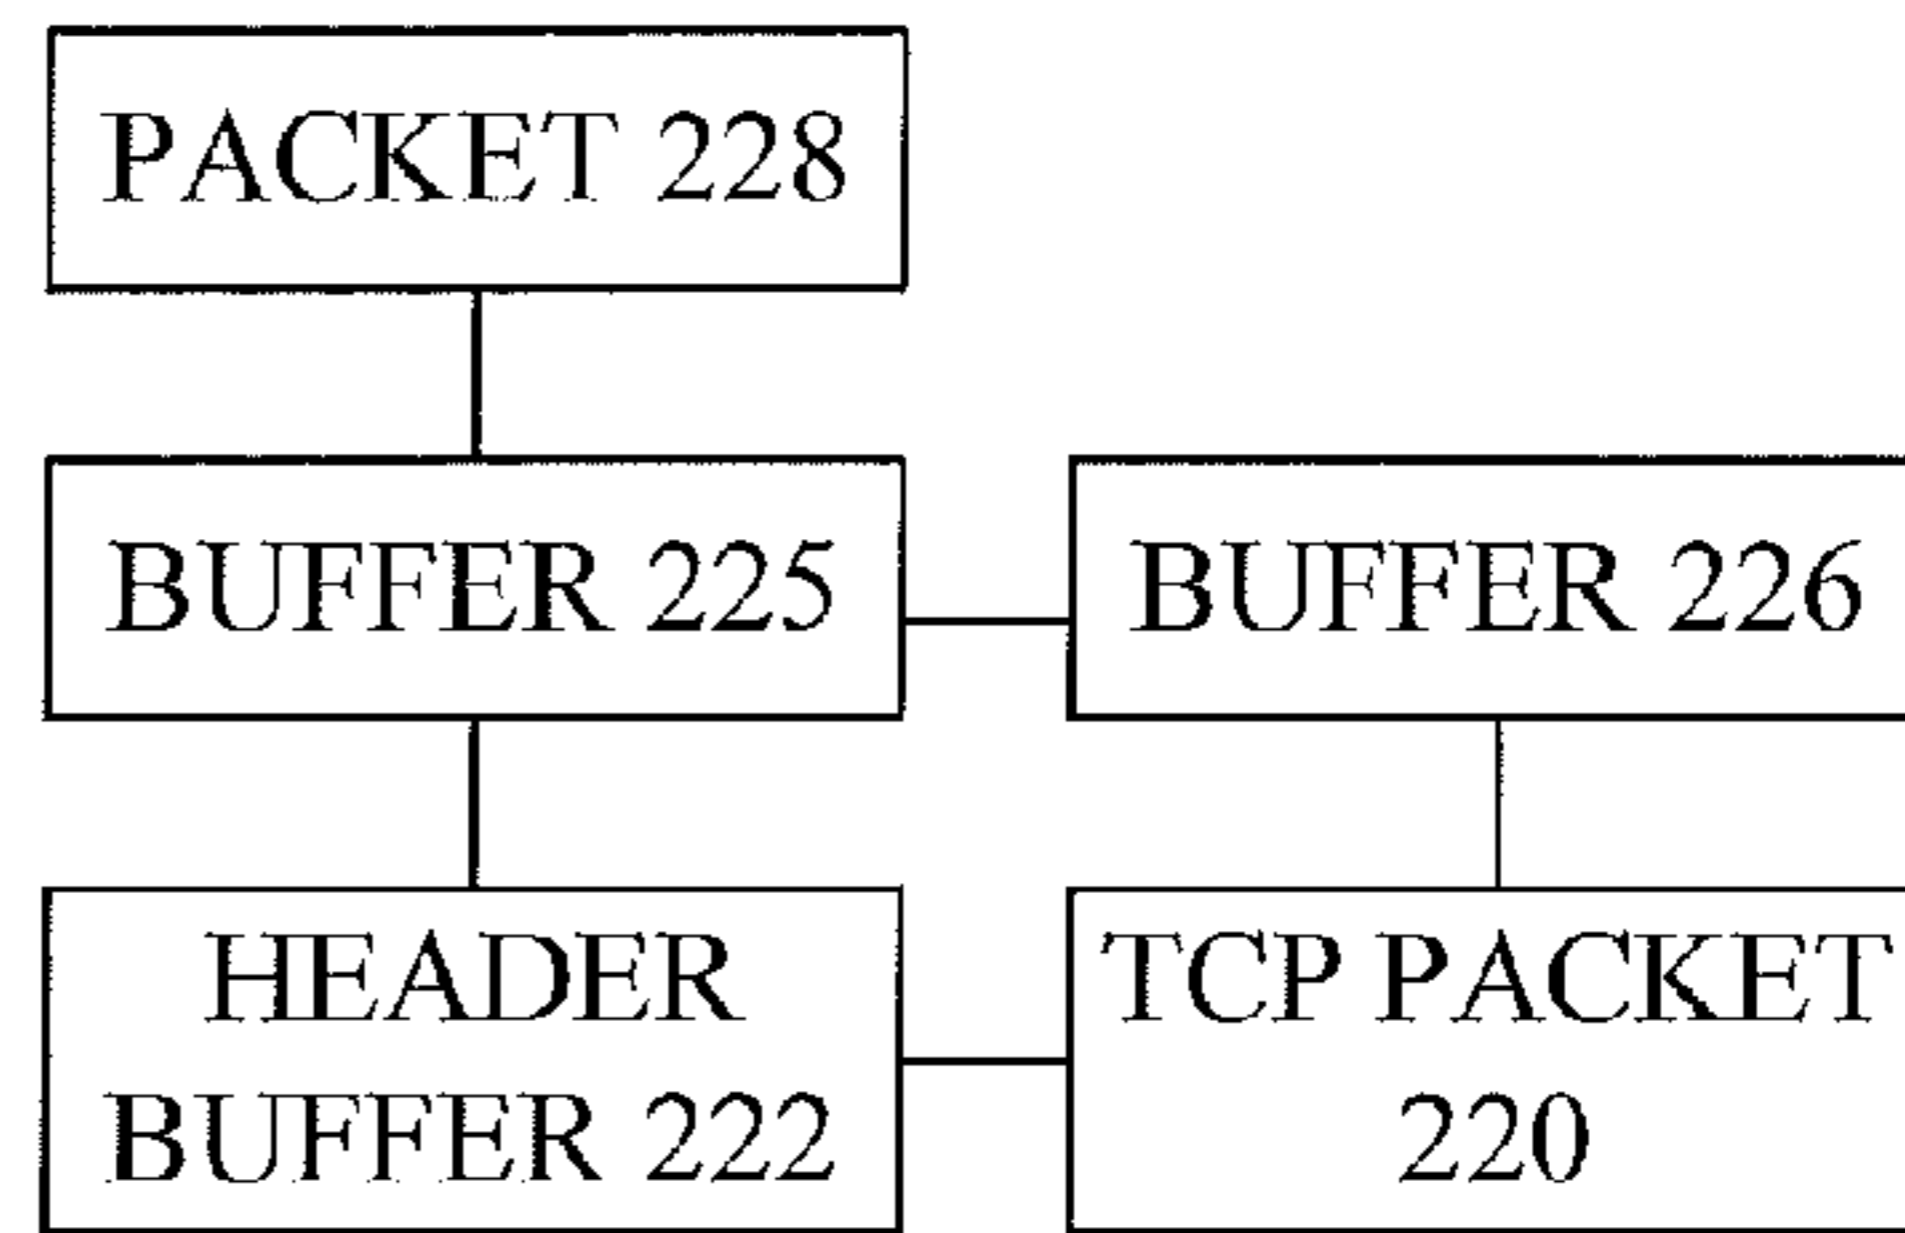 PACKET 228
BUFFER 225
BUFFER 226
HEADER
BUFFER 222
TCP PACKET
220